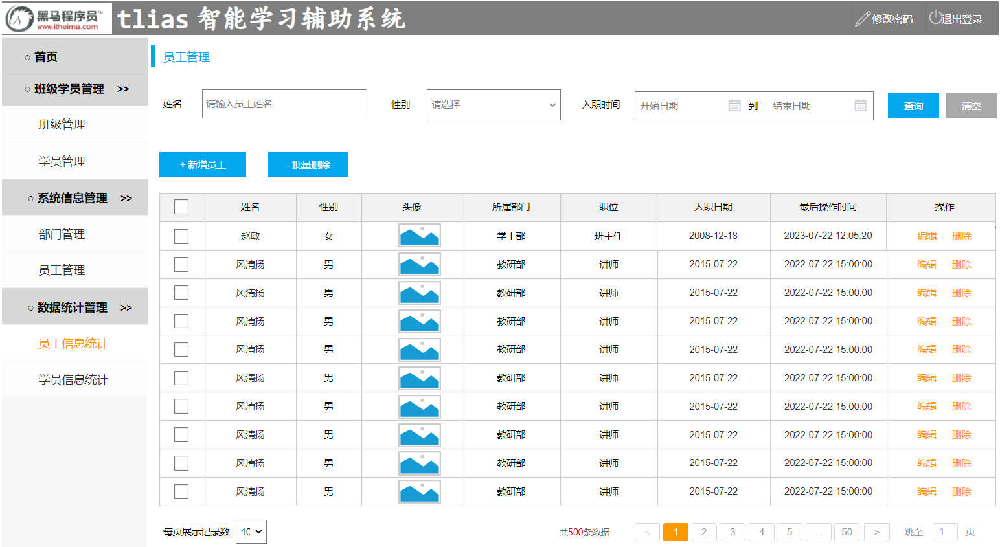 黑马程序员™
www.itheima.com
tlias 智能学习辅助系统
修改密码
退出登录
○ 首页
○ 班级学员管理 >>
班级管理
学员管理
○ 系统信息管理 >>
部门管理
员工管理
○ 数据统计管理 >>
员工信息统计
学员信息统计
员工管理
姓名 请输入员工姓名 性别 请选择 入职时间 开始日期 到 结束日期 查询 清空
+ 新增员工 - 批量删除
姓名 性别 头像 所属部门 职位 入职日期 最后操作时间 操作
赵敏 女 学工部 班主任 2008-12-18 2023-07-22 12:05:20 编辑 删除
风清扬 男 教研部 讲师 2015-07-22 2022-07-22 15:00:00 编辑 删除
风清扬 男 教研部 讲师 2015-07-22 2022-07-22 15:00:00 编辑 删除
风清扬 男 教研部 讲师 2015-07-22 2022-07-22 15:00:00 编辑 删除
风清扬 男 教研部 讲师 2015-07-22 2022-07-22 15:00:00 编辑 删除
风清扬 男 教研部 讲师 2015-07-22 2022-07-22 15:00:00 编辑 删除
风清扬 男 教研部 讲师 2015-07-22 2022-07-22 15:00:00 编辑 删除
风清扬 男 教研部 讲师 2015-07-22 2022-07-22 15:00:00 编辑 删除
风清扬 男 教研部 讲师 2015-07-22 2022-07-22 15:00:00 编辑 删除
风清扬 男 教研部 讲师 2015-07-22 2022-07-22 15:00:00 编辑 删除
每页展示记录数 10 共500条数据 < 1 2 3 4 5 ... 50 > 跳至 1 页